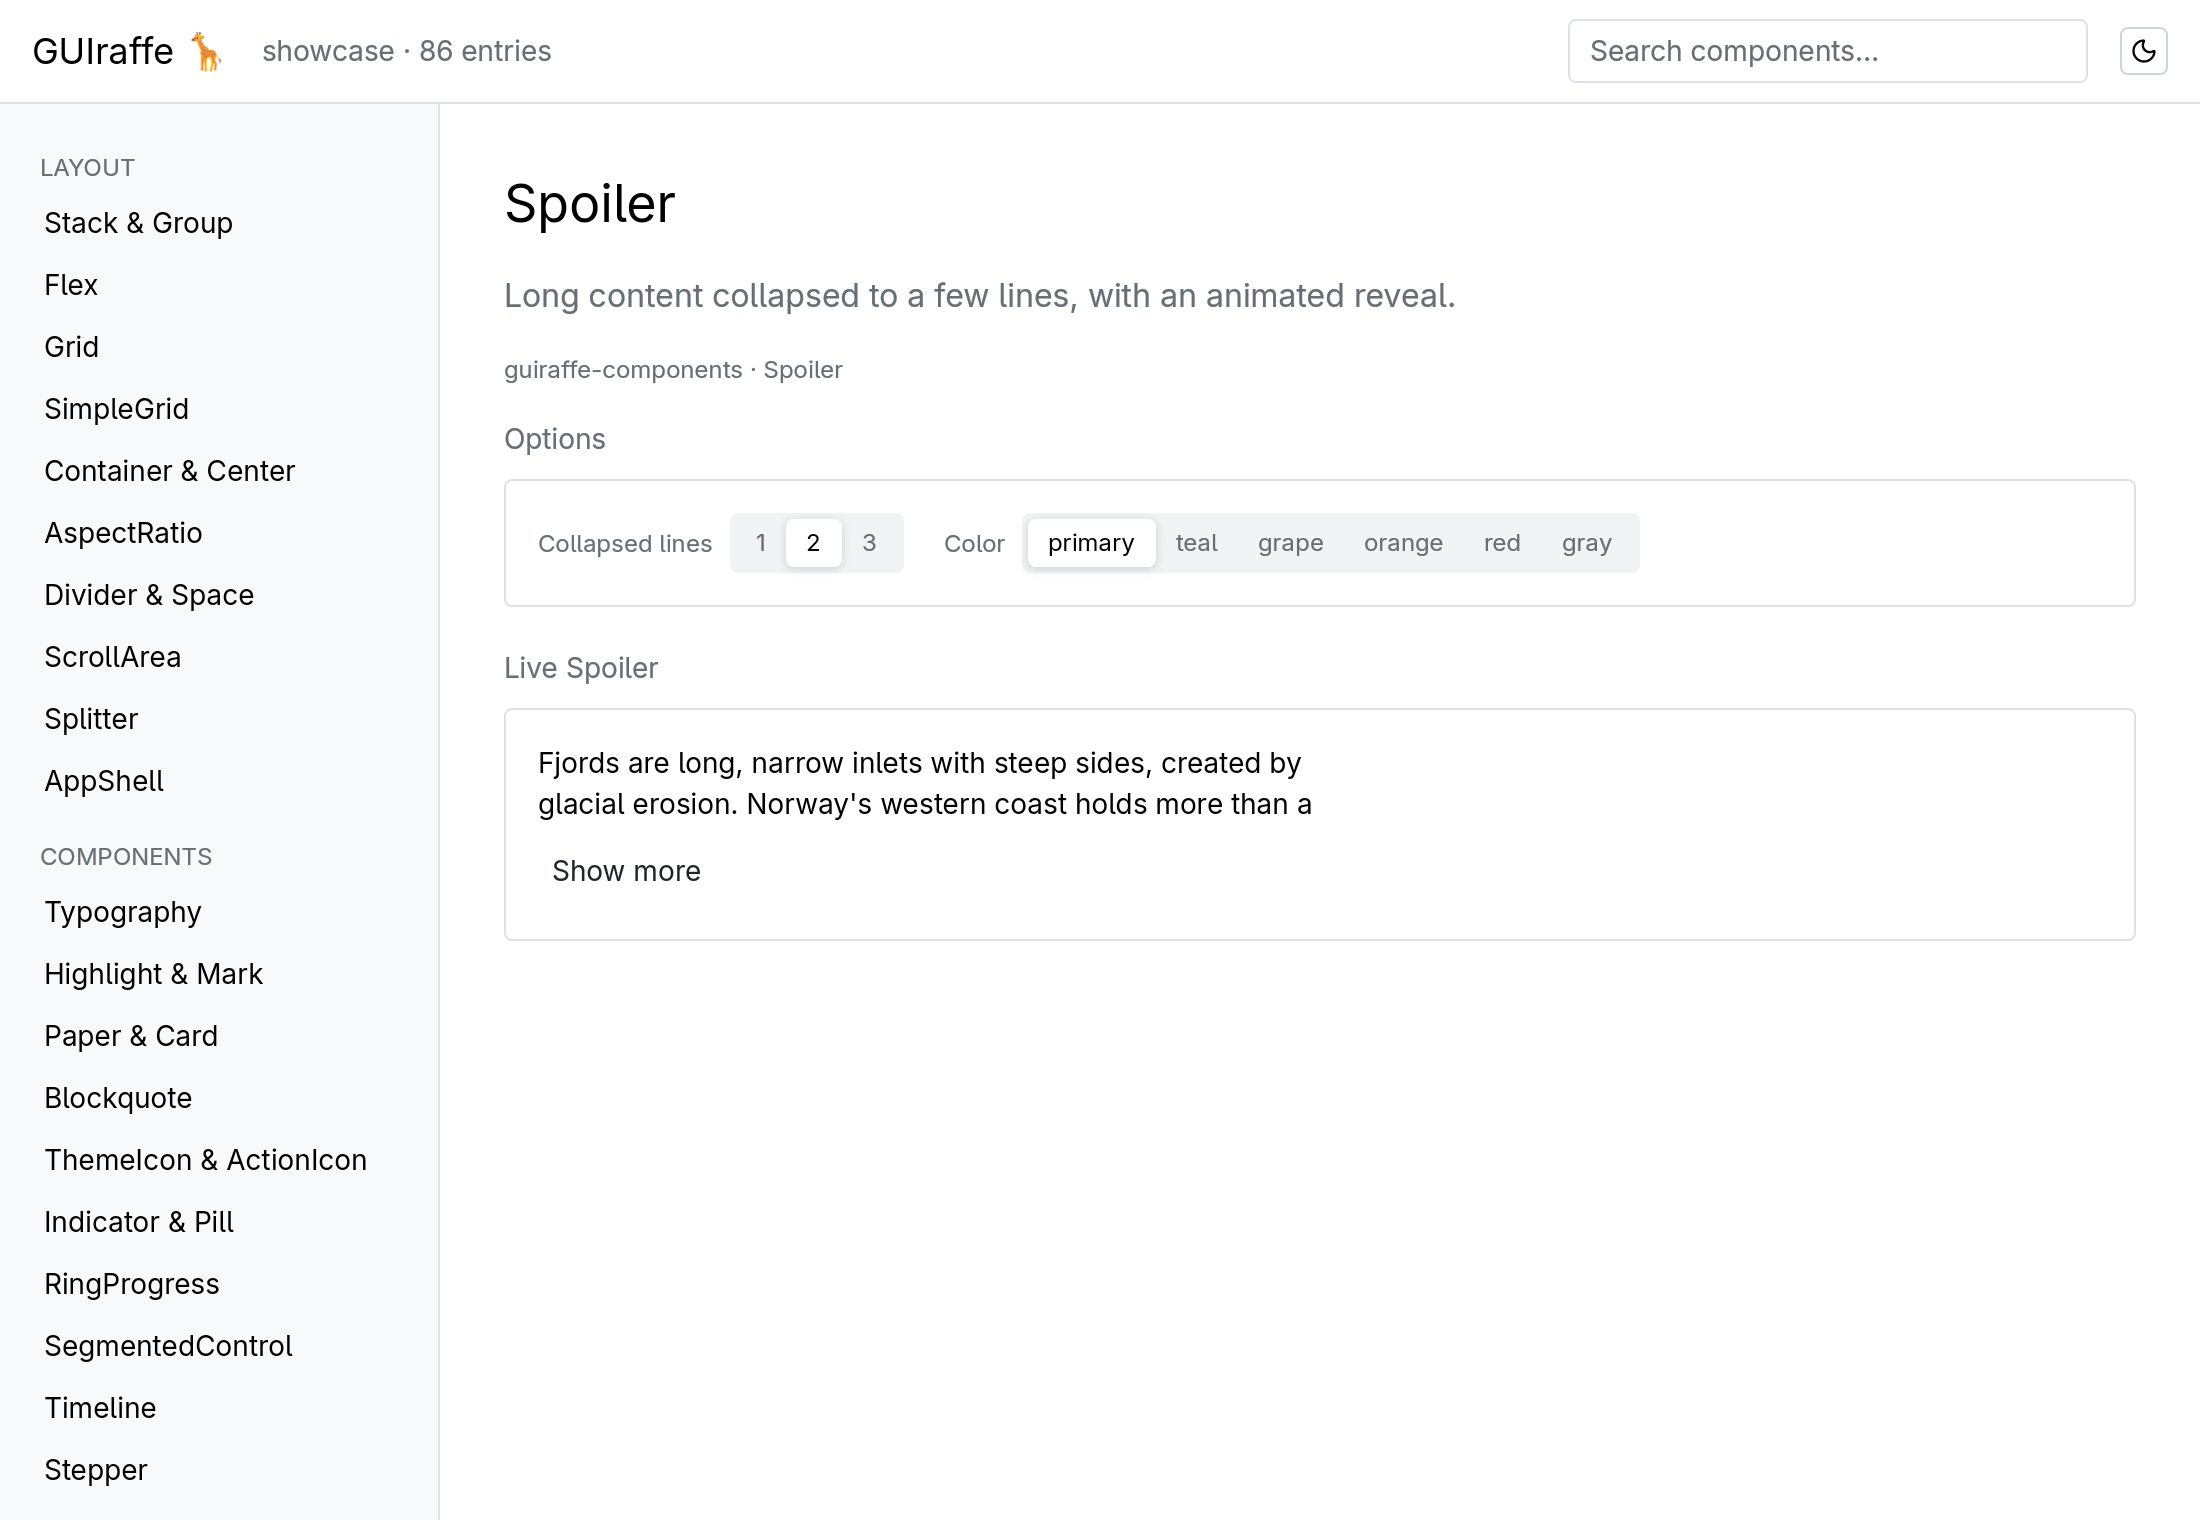 GUIraffe 🦒 showcase · 86 entries Search components...
LAYOUT
Stack & Group
Flex
Grid
SimpleGrid
Container & Center
AspectRatio
Divider & Space
ScrollArea
Splitter
AppShell
COMPONENTS
Typography
Highlight & Mark
Paper & Card
Blockquote
ThemeIcon & ActionIcon
Indicator & Pill
RingProgress
SegmentedControl
Timeline
Stepper
Spoiler
Long content collapsed to a few lines, with an animated reveal.
guiraffe-components · Spoiler
Options
Collapsed lines 1 2 3 Color primary teal grape orange red gray
Live Spoiler
Fjords are long, narrow inlets with steep sides, created by
glacial erosion. Norway's western coast holds more than a
Show more